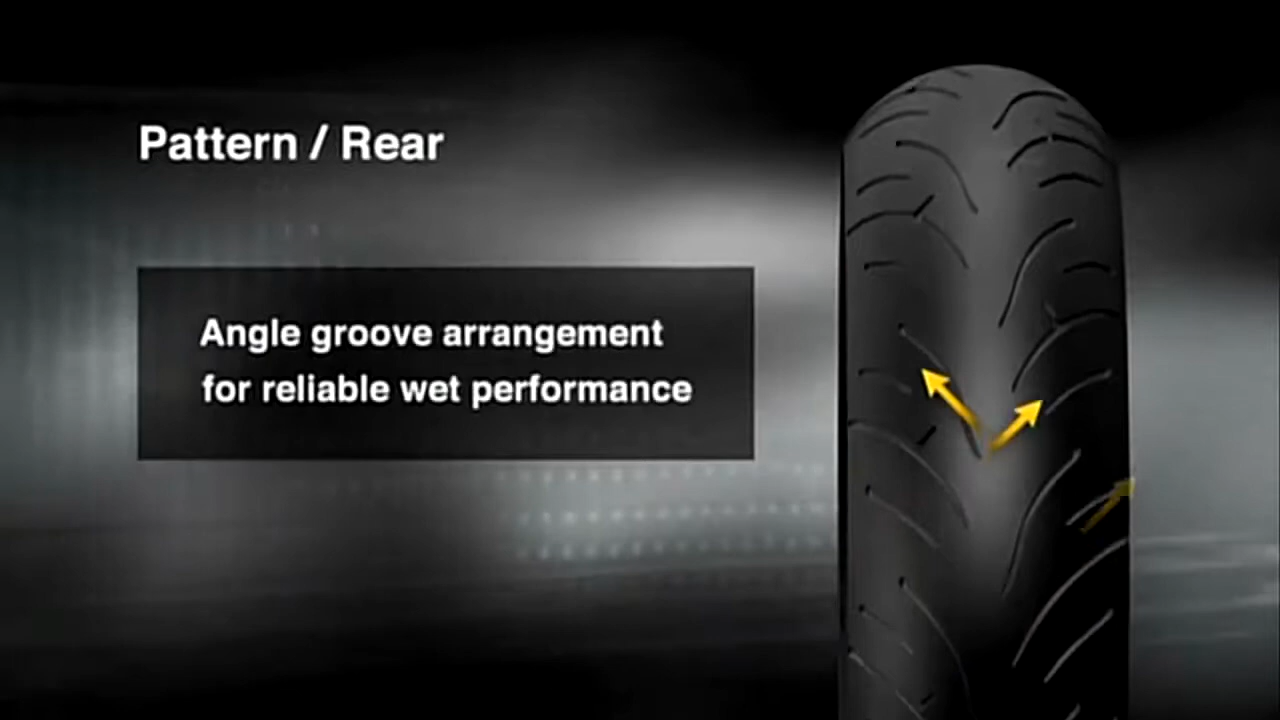 Pattern / Rear
Angle groove arrangement
for reliable wet performance